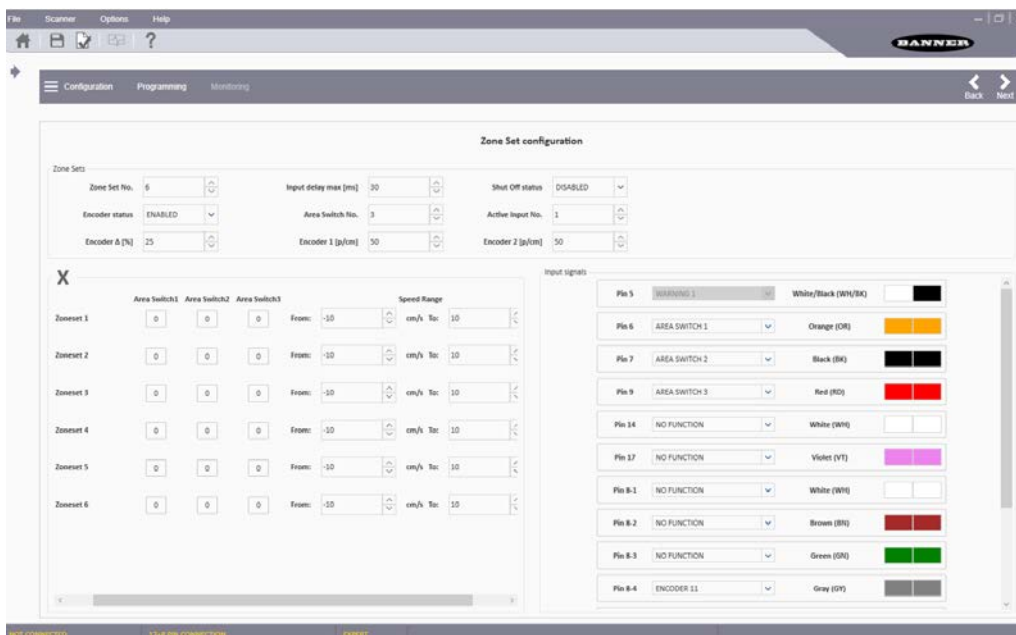 File Scanner Options Help
BANNER
Configuration Programming Monitoring
Back Next
Zone Set configuration
Zone Sets
Zone Set No. 6 Input delay max [ms] 30 Shut Off status DISABLED
Encoder status ENABLED Area Switch No. 3 Active Input No. 1
Encoder Δ [%] 25 Encoder 1 [p/cm] 50 Encoder 2 [p/cm] 50
X
Area Switch1 Area Switch2 Area Switch3 Speed Range
Zoneset 1 0 0 0 From: -10 cm/s To: 10
Zoneset 2 0 0 0 From: -10 cm/s To: 10
Zoneset 3 0 0 0 From: -10 cm/s To: 10
Zoneset 4 0 0 0 From: -10 cm/s To: 10
Zoneset 5 0 0 0 From: -10 cm/s To: 10
Zoneset 6 0 0 0 From: -10 cm/s To: 10
Input signals
Pin 5 WARNING 1 White/Black (WH/BK)
Pin 6 AREA SWITCH 1 Orange (OR)
Pin 7 AREA SWITCH 2 Black (BK)
Pin 9 AREA SWITCH 3 Red (RD)
Pin 14 NO FUNCTION White (WH)
Pin 17 NO FUNCTION Violet (VT)
Pin 8-1 NO FUNCTION White (WH)
Pin 8-2 NO FUNCTION Brown (BN)
Pin 8-3 NO FUNCTION Green (GN)
Pin 8-4 ENCODER 11 Gray (GY)
NOT CONNECTED 17+8 PIN CONNECTION EXPERT